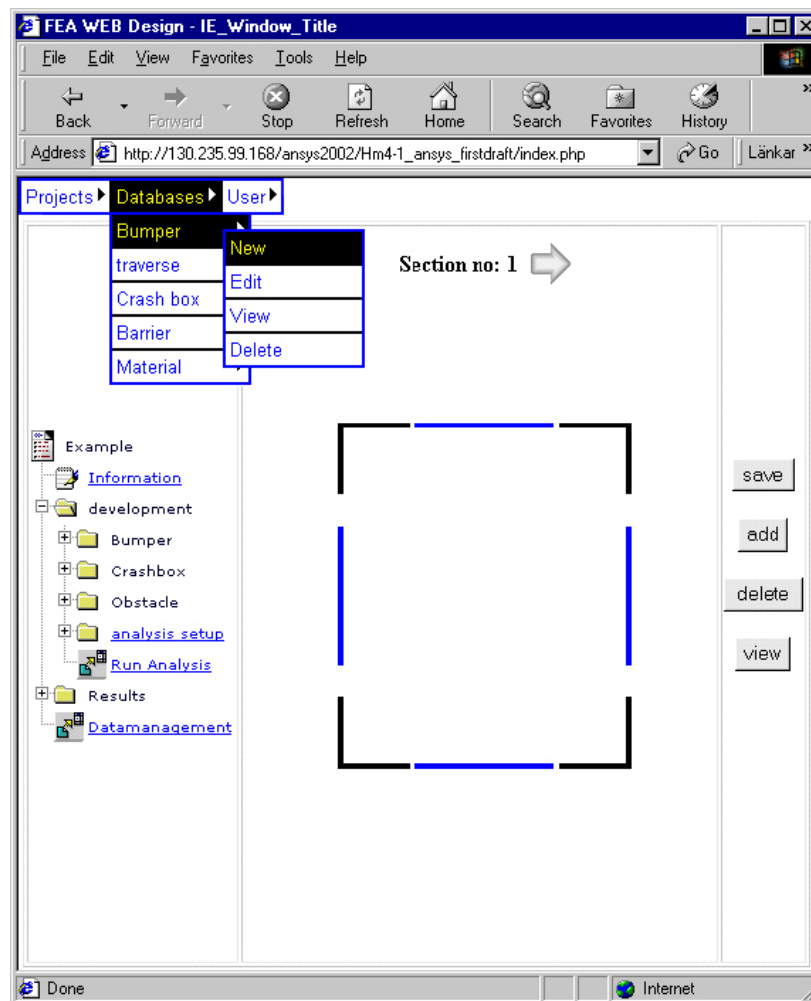 FEA WEB Design - IE_Window_Title
File Edit View Favorites Tools Help
Back Forward Stop Refresh Home Search Favorites History »
Address http://130.235.99.168/ansys2002/Hm4-1_ansys_firstdraft/index.php Go Länkar »
Projects Databases User
Bumper
New
traverse
Edit
Crash box
View
Barrier
Delete
Material
Section no: 1
Example
Information
development
Bumper
Crashbox
Obstacle
analysis setup
Run Analysis
Results
Datamanagement
save
add
delete
view
Done Internet